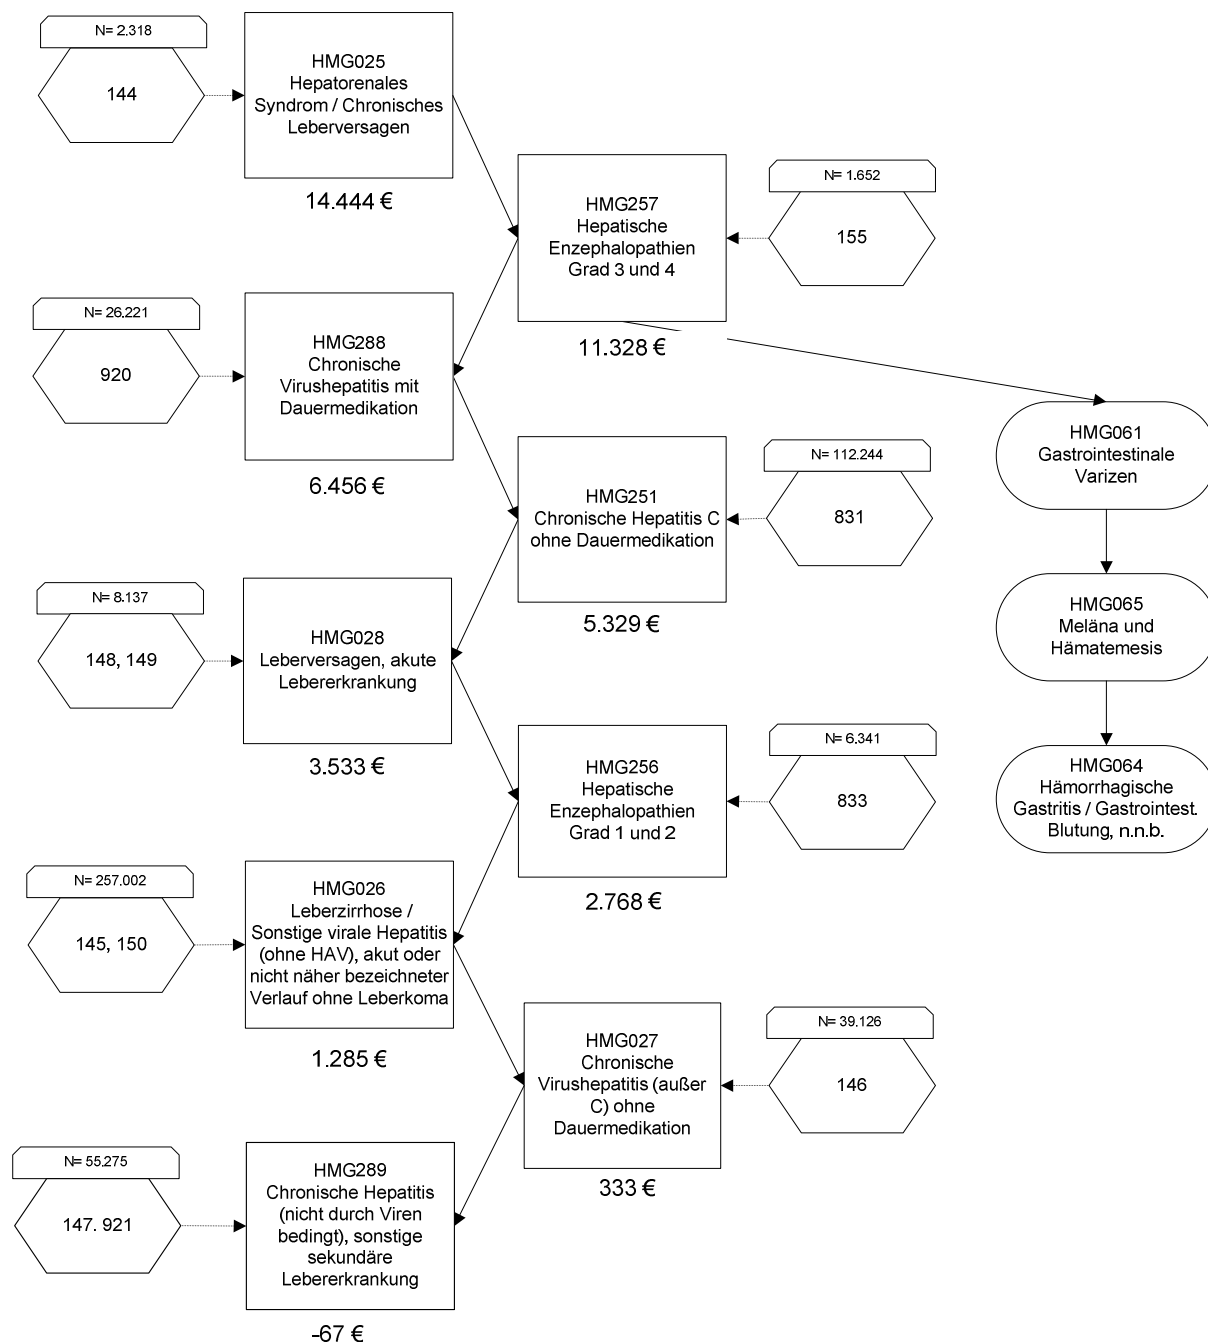 N= 2.318
144
HMG025
Hepatorenales
Syndrom / Chronisches
Leberversagen
14.444 €
HMG257
Hepatische
Enzephalopathien
Grad 3 und 4
11.328 €
N= 1.652
155
N= 26.221
920
HMG288
Chronische
Virushepatitis mit
Dauermedikation
6.456 €
HMG061
Gastrointestinale
Varizen
HMG251
Chronische Hepatitis C
ohne Dauermedikation
5.329 €
N= 112.244
831
N= 8.137
148, 149
HMG028
Leberversagen, akute
Lebererkrankung
3.533 €
HMG065
Meläna und
Hämatemesis
HMG256
Hepatische
Enzephalopathien
Grad 1 und 2
2.768 €
N= 6.341
833
HMG064
Hämorrhagische
Gastritis / Gastrointest.
Blutung, n.n.b.
N= 257.002
145, 150
HMG026
Leberzirrhose /
Sonstige virale Hepatitis
(ohne HAV), akut oder
nicht näher bezeichneter
Verlauf ohne Leberkoma
1.285 €
HMG027
Chronische
Virushepatitis (außer
C) ohne
Dauermedikation
333 €
N= 39.126
146
N= 55.275
147. 921
HMG289
Chronische Hepatitis
(nicht durch Viren
bedingt), sonstige
sekundäre
Lebererkrankung
-67 €